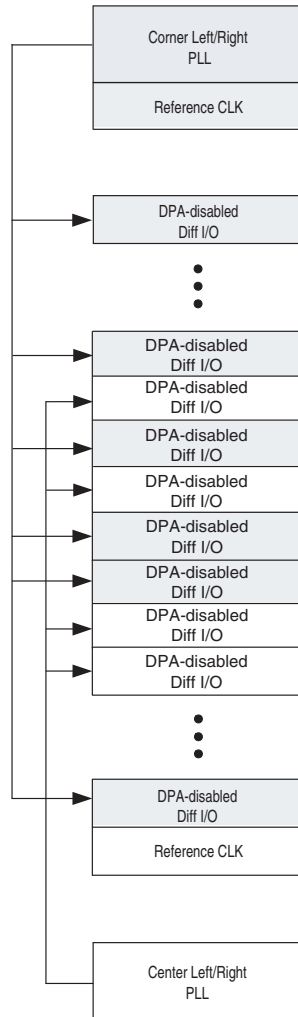 Corner Left/Right
PLL
Reference CLK
DPA-disabled
Diff I/O
DPA-disabled
Diff I/O
DPA-disabled
Diff I/O
DPA-disabled
Diff I/O
DPA-disabled
Diff I/O
DPA-disabled
Diff I/O
DPA-disabled
Diff I/O
DPA-disabled
Diff I/O
DPA-disabled
Diff I/O
DPA-disabled
Diff I/O
Reference CLK
Center Left/Right
PLL